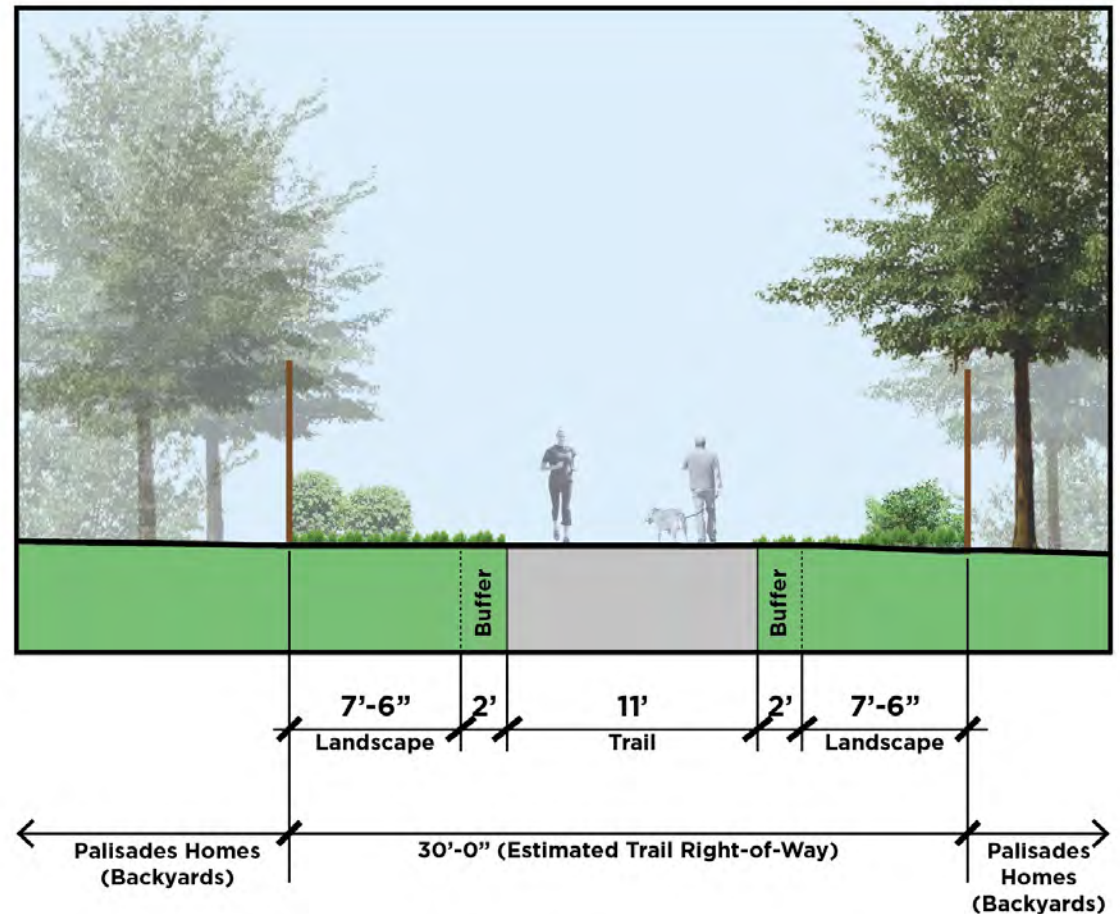 Buffer
Buffer
7'-6” 2' 11' 2' 7'-6”
Landscape Trail Landscape
30'-0” (Estimated Trail Right-of-Way)
Palisades Homes
(Backyards)
Palisades
Homes
(Backyards)